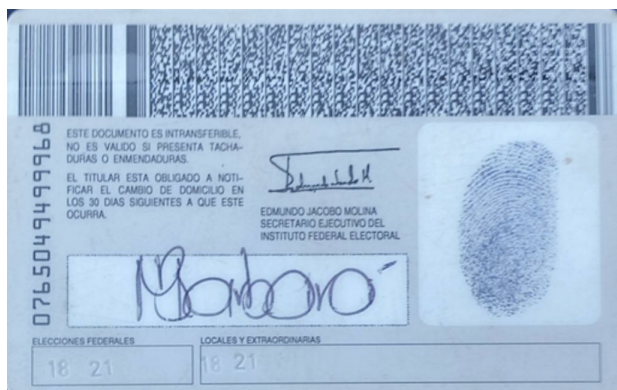 ESTE DOCUMENTO ES INTRANSFERIBLE,
NO ES VALIDO SI PRESENTA TACHA-
DURAS O ENMENDADURAS.
EL TITULAR ESTA OBLIGADO A NOTI-
FICAR EL CAMBIO DE DOMICILIO EN
LOS 30 DIAS SIGUIENTES A QUE ESTE
OCURRA.
EDMUNDO JACOBO MOLINA
SECRETARIO EJECUTIVO DEL
INSTITUTO FEDERAL ELECTORAL
0765049499968
ELECCIONES FEDERALES
18 21
LOCALES Y EXTRAORDINARIAS
18 21